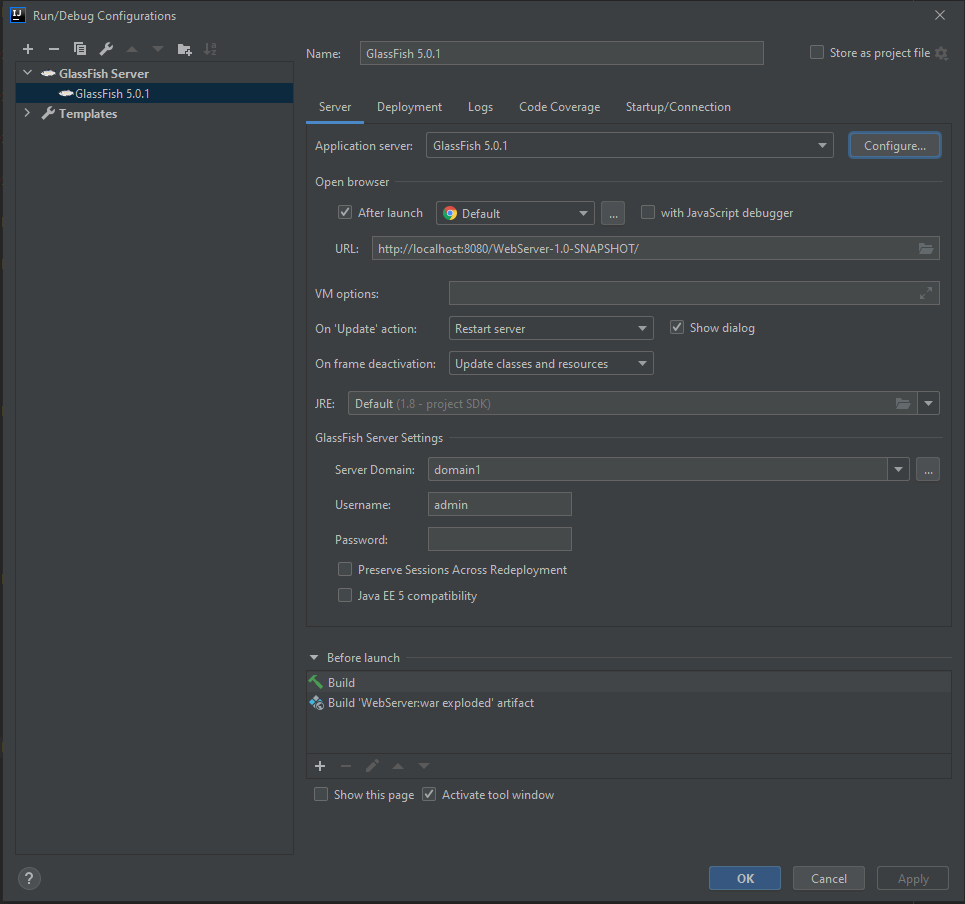 IJ
Run/Debug Configurations
GlassFish Server
GlassFish 5.0.1
Templates
Name: GlassFish 5.0.1 Store as project file
Server Deployment Logs Code Coverage Startup/Connection
Application server: GlassFish 5.0.1 Configure...
Open browser
After launch Default ... with JavaScript debugger
URL: http://localhost:8080/WebServer-1.0-SNAPSHOT/
VM options:
On 'Update' action: Restart server Show dialog
On frame deactivation: Update classes and resources
JRE: Default (1.8 - project SDK)
GlassFish Server Settings
Server Domain: domain1 ...
Username: admin
Password:
Preserve Sessions Across Redeployment
Java EE 5 compatibility
Before launch
Build
Build 'WebServer:war exploded' artifact
Show this page Activate tool window
? OK Cancel Apply